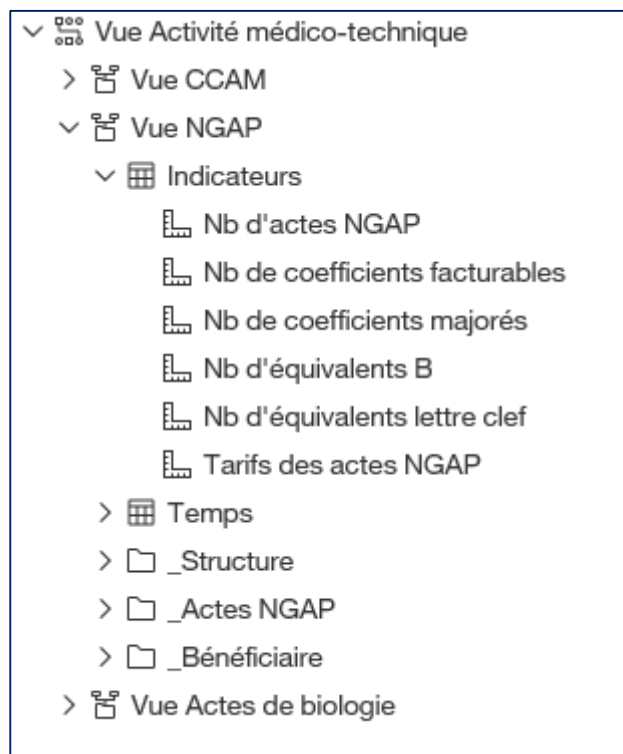 Vue Activité médico-technique
Vue CCAM
Vue NGAP
Indicateurs
Nb d'actes NGAP
Nb de coefficients facturables
Nb de coefficients majorés
Nb d'équivalents B
Nb d'équivalents lettre clef
Tarifs des actes NGAP
Temps
_Structure
_Actes NGAP
_Bénéficiaire
Vue Actes de biologie